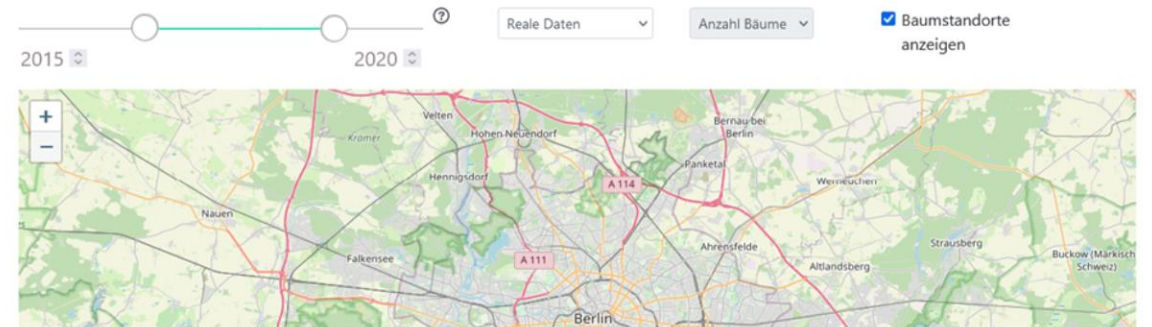 ?
Reale Daten
Anzahl Bäume
Baumstandorte
anzeigen
2015
2020
+
−
Velten
Hohen Neuendorf
Bernau bei
Berlin
Krämer
Hennigsdorf
Panketal
A 114
Werneuchen
Nauen
Ahrensfelde
Strausberg
Falkensee
A 111
Altlandsberg
Buckow (Märkisch
Schweiz)
Berlin